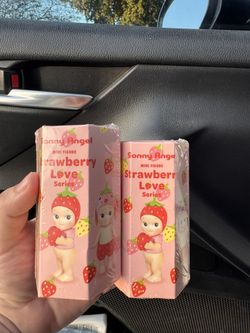 Sonny Angel
MINI FIGURE
Strawberry
Love
Series
Sonny Angel
MINI FIGURE
Strawberry
Love
Series